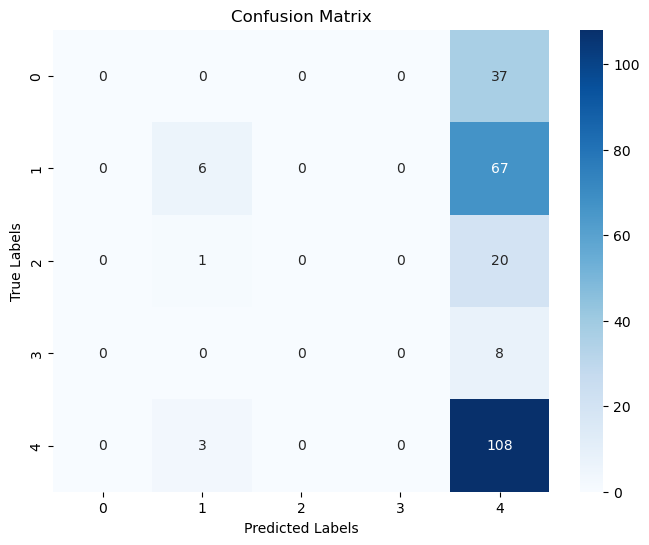 Confusion Matrix
0 0 0 0 0 37
1 0 6 0 0 67
2 0 1 0 0 20
3 0 0 0 0 8
4 0 3 0 0 108
0 1 2 3 4
True Labels
Predicted Labels
100
80
60
40
20
0